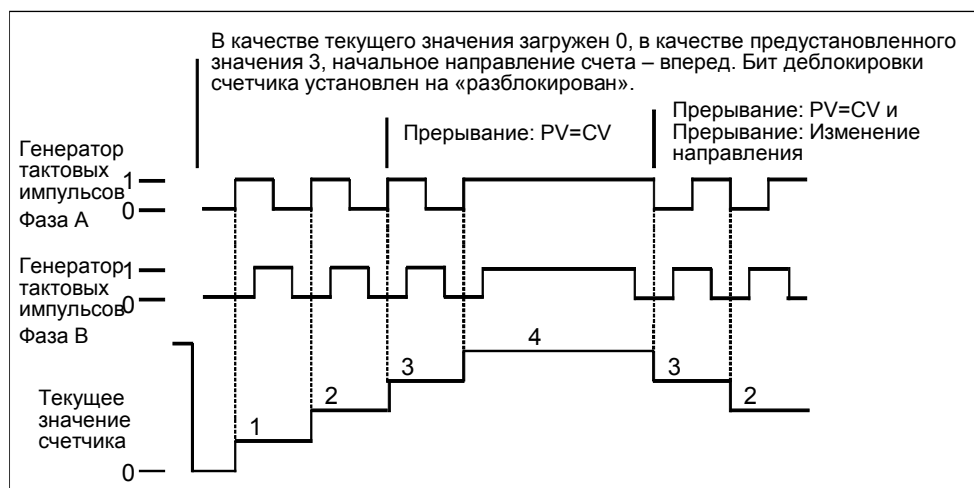 В качестве текущего значения загружен 0, в качестве предустановленного
значения 3, начальное направление счета – вперед. Бит деблокировки
счетчика установлен на «разблокирован».
Прерывание: PV=CV
Прерывание: PV=CV и
Прерывание: Изменение
направления
Генератор
тактовых
импульсов
Фаза А
1
0
Генератор
тактовых
импульсов
Фаза В
1
0
Текущее
значение
счетчика
0
1
2
3
4
3
2